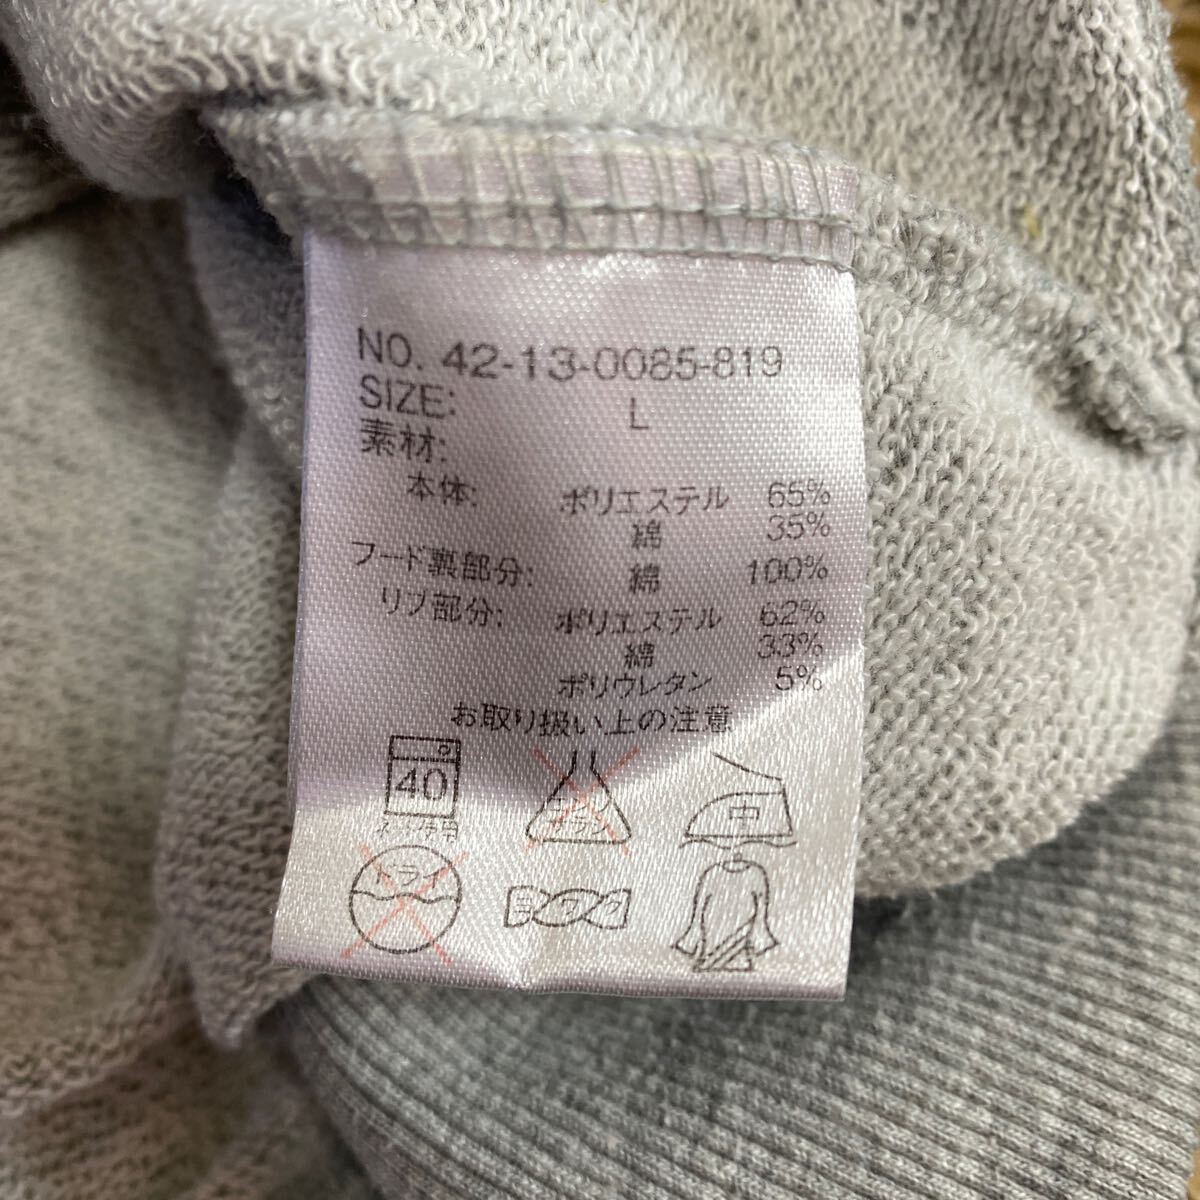 NO. 42-13-0085-819
SIZE: L
素材:
本体: ポリエステル 65%
綿 35%
フード裏部分: 綿 100%
リブ部分: ポリエステル 62%
綿 33%
ポリウレタン 5%
お取り扱い上の注意
40
中
ドライ